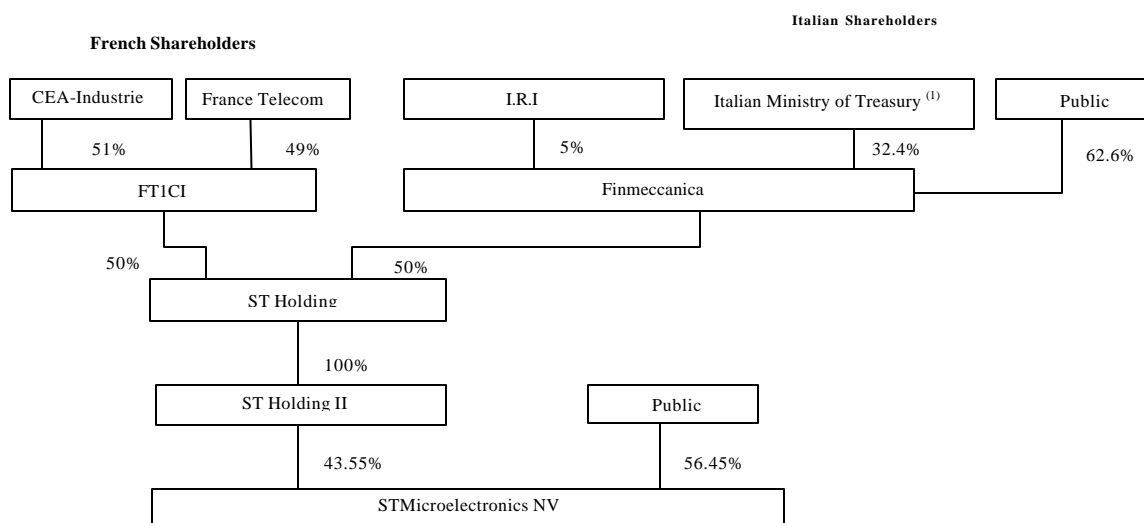 Italian Shareholders
French Shareholders
CEA-Industrie
France Telecom
I.R.I
Italian Ministry of Treasury (1)
Public
51%
49%
5%
32.4%
62.6%
FT1CI
Finmeccanica
50%
50%
ST Holding
100%
ST Holding II
Public
43.55%
56.45%
STMicroelectronics NV